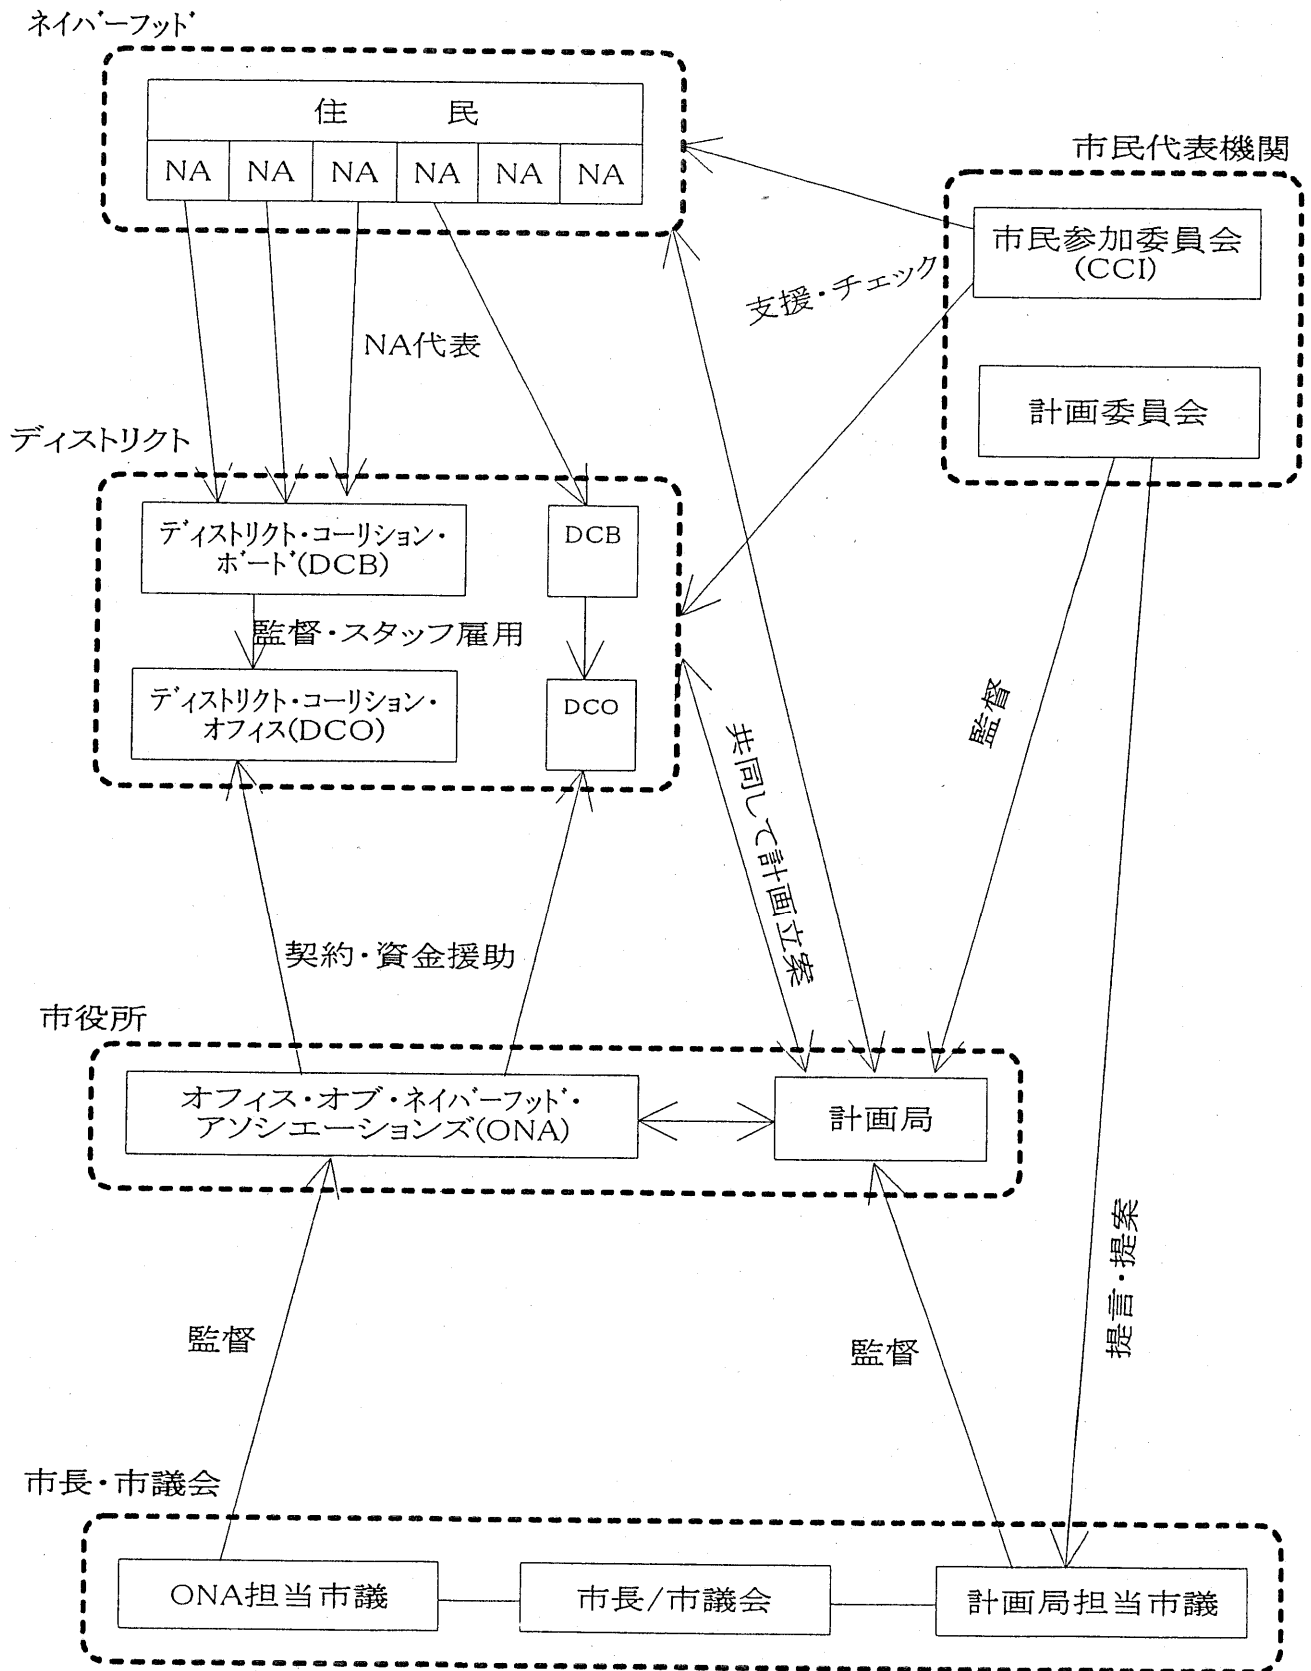 ネイバーフッド
住 民
NA NA NA NA NA NA
市民代表機関
市民参加委員会
(CCI)
支援・チェック
計画委員会
NA代表
ディストリクト
ディストリクト・コーリション・
ボード(DCB)
DCB
監督・スタッフ雇用
ディストリクト・コーリション・
オフィス(DCO)
DCO
監督
共同して計画立案
契約・資金援助
市役所
オフィス・オブ・ネイバーフッド・
アソシエーションズ(ONA)
計画局
提言・提案
監督
監督
市長・市議会
ONA担当市議
市長/市議会
計画局担当市議